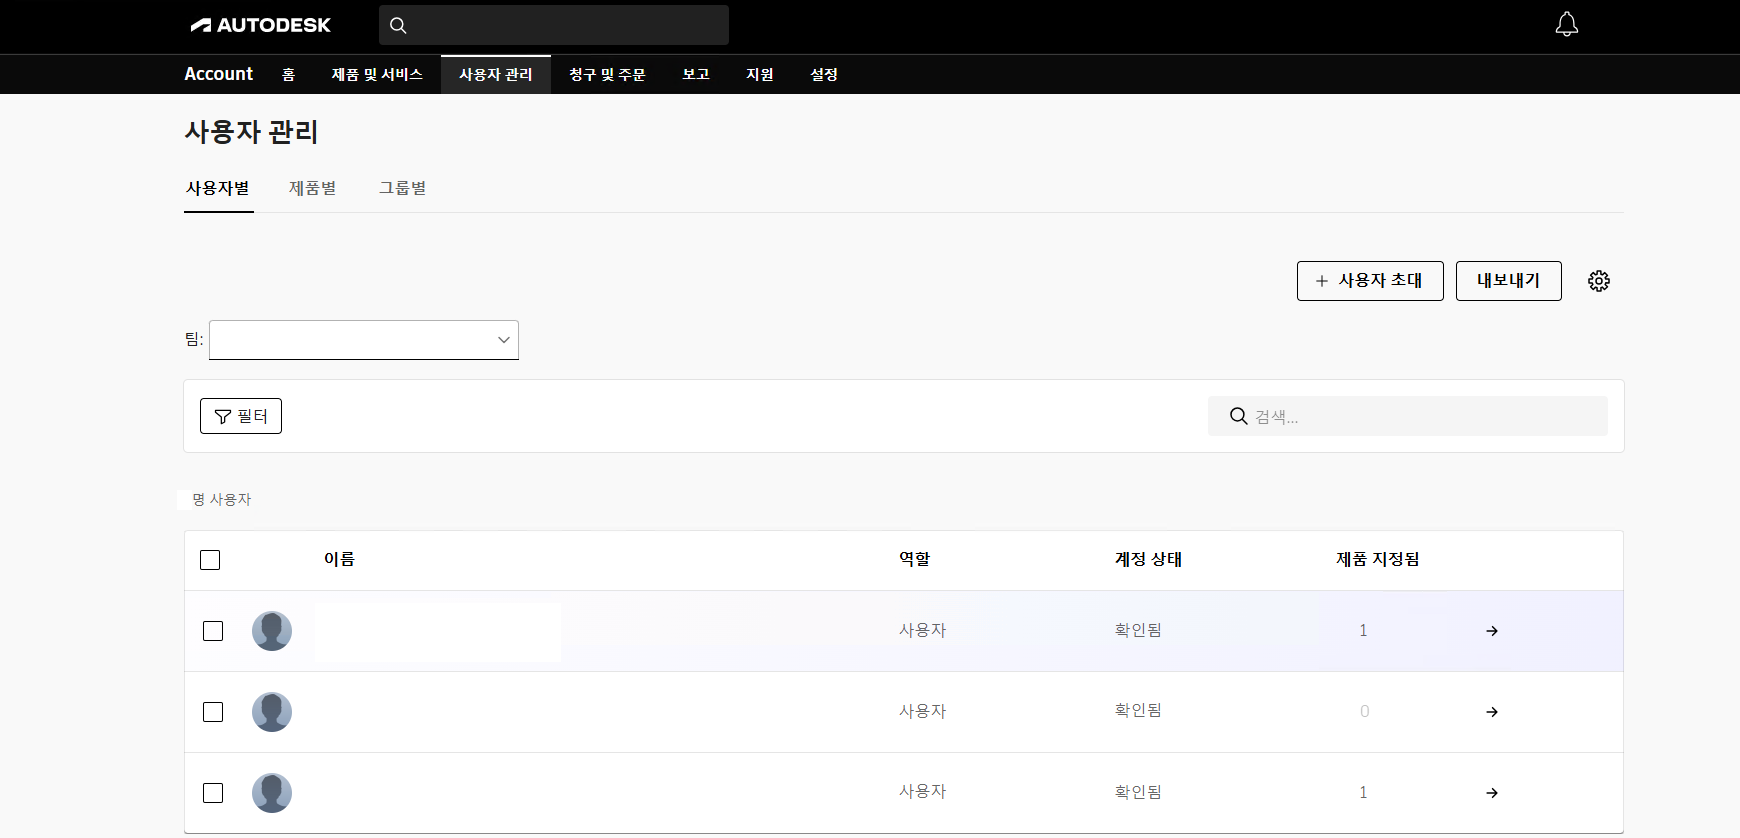 AUTODESK
Account 홈 제품 및 서비스 사용자 관리 청구 및 주문 보고 지원 설정
사용자 관리
사용자별 제품별 그룹별
+ 사용자 초대 내보내기
팀:
필터 검색...
명 사용자
이름 역할 계정 상태 제품 지정됨
사용자 확인됨 1
사용자 확인됨 0
사용자 확인됨 1